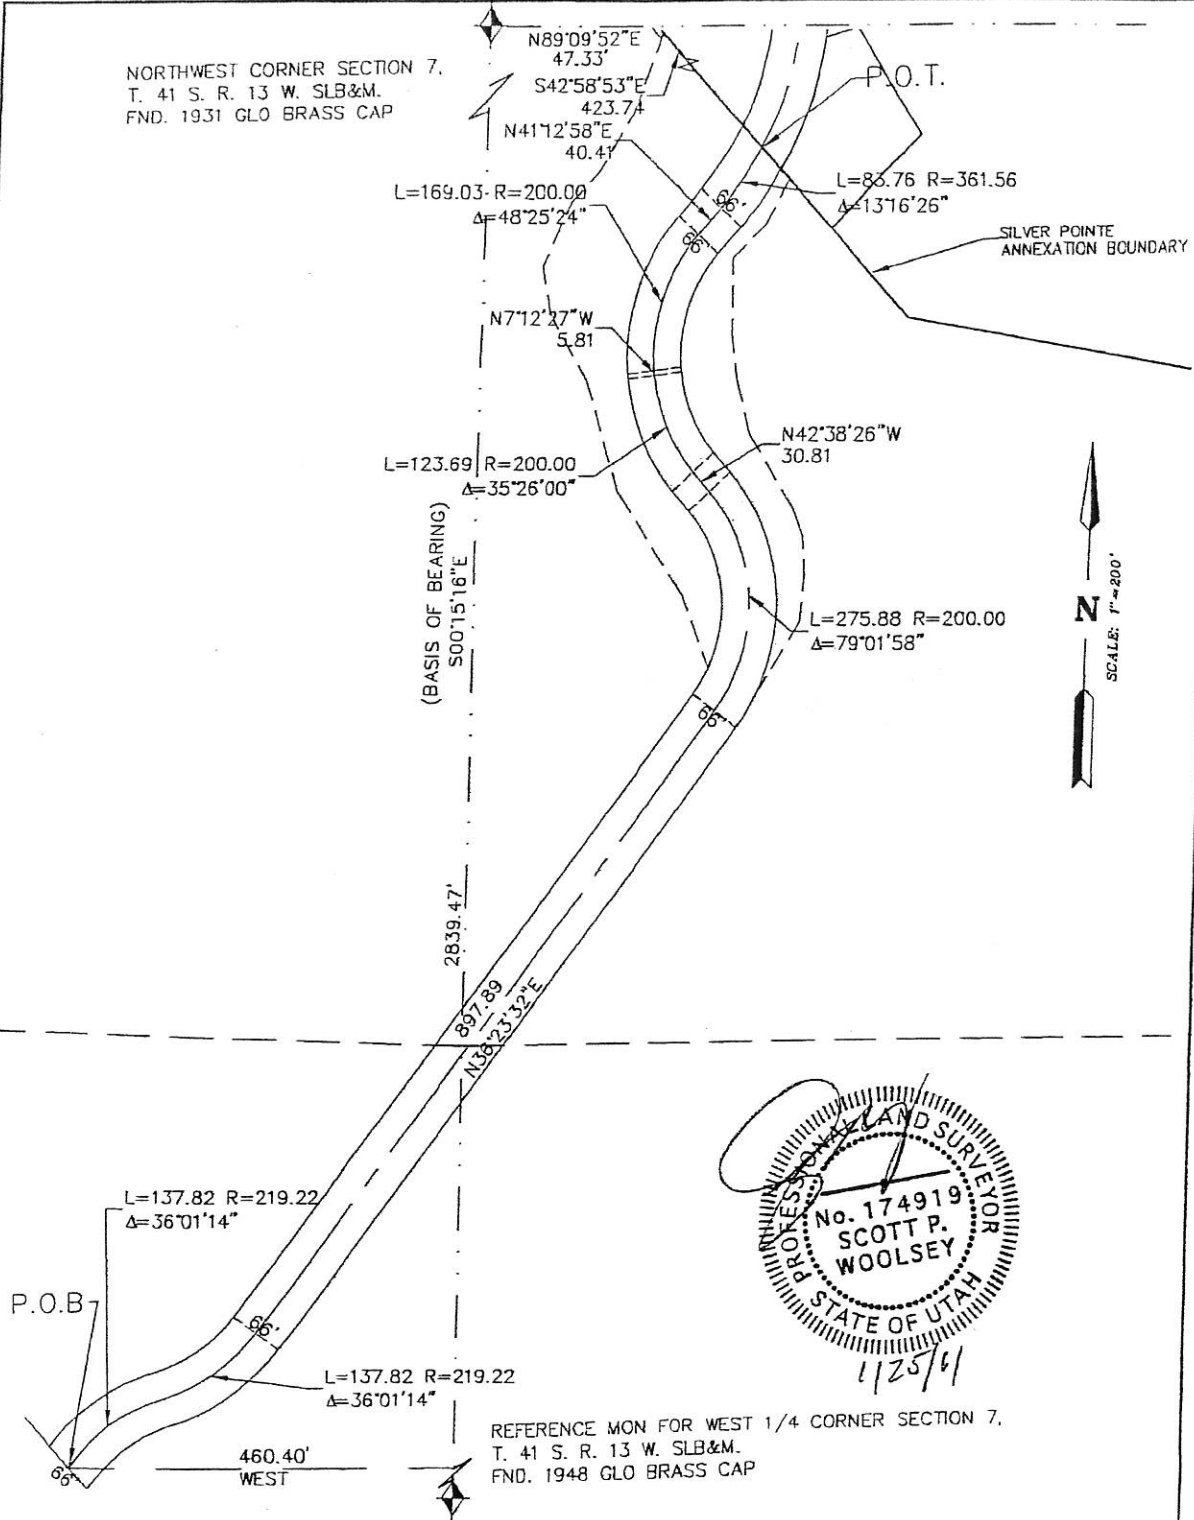 N89°09'52"E
47.33'
NORTHWEST CORNER SECTION 7,
T. 41 S. R. 13 W. SLB&M.
FND. 1931 GLO BRASS CAP
S42°58'53"E
423.74
P.O.T.
N41°12'58"E
40.41
L=169.03 R=200.00
Δ=48°25'24"
L=83.76 R=361.56
Δ=13°16'26"
66'
66'
SILVER POINTE
ANNEXATION BOUNDARY
N7°12'27"W
5.81
N42°38'26"W
30.81
L=123.69 R=200.00
Δ=35°26'00"
(BASIS OF BEARING)
S00°15'16"E
N
SCALE: 1"=200'
L=275.88 R=200.00
Δ=79°01'58"
66'
2839.47'
897.89
N36°23'32"E
L=137.82 R=219.22
Δ=36°01'14"
PROFESSIONAL LAND SURVEYOR
No. 174919
SCOTT P.
WOOLSEY
STATE OF UTAH
P.O.B
66'
L=137.82 R=219.22
Δ=36°01'14"
REFERENCE MON FOR WEST 1/4 CORNER SECTION 7,
T. 41 S. R. 13 W. SLB&M.
FND. 1948 GLO BRASS CAP
460.40'
WEST
66'